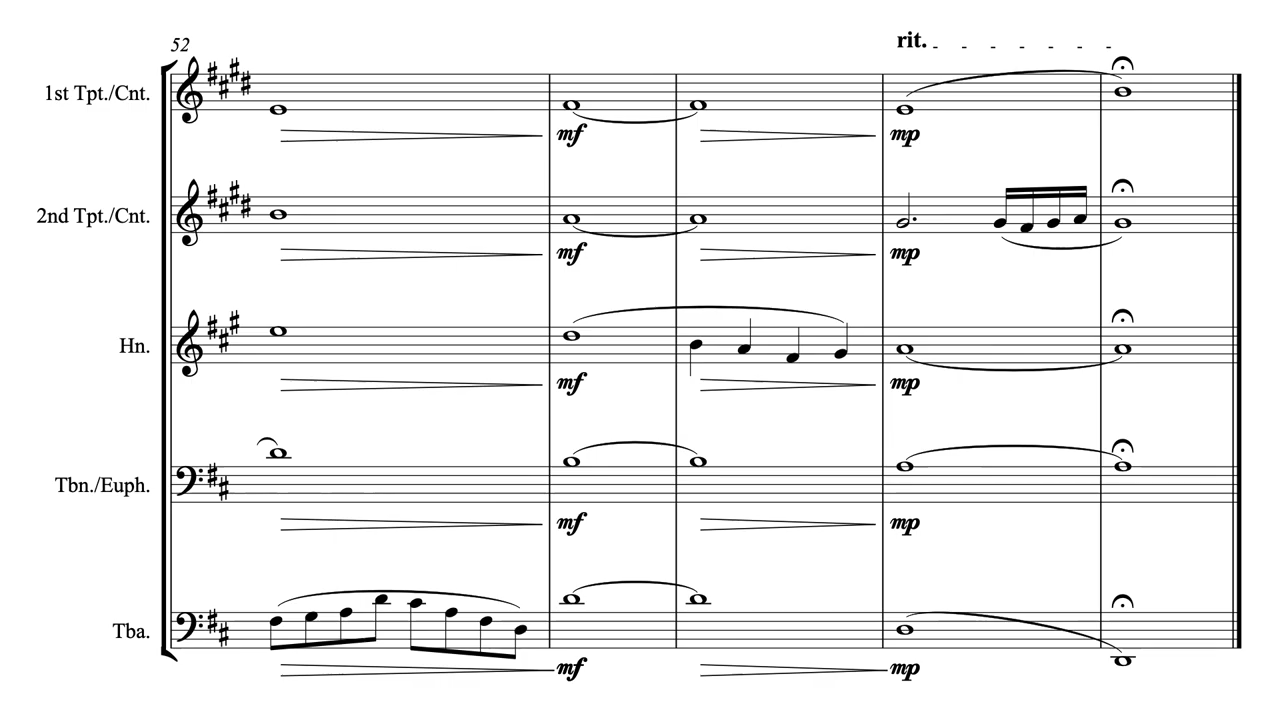 52
rit.
1st Tpt./Cnt.
mf mp
2nd Tpt./Cnt.
mf mp
Hn.
mf mp
Tbn./Euph.
mf mp
Tba.
mf mp